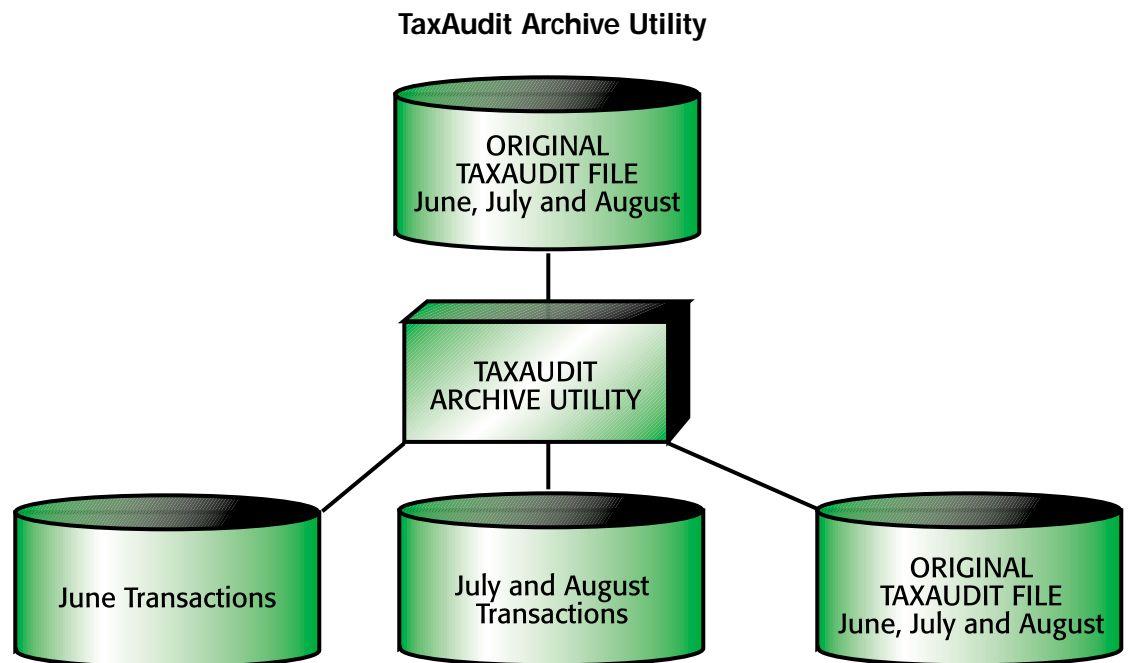 TaxAudit Archive Utility
ORIGINAL
TAXAUDIT FILE
June, July and August
TAXAUDIT
ARCHIVE UTILITY
June Transactions
July and August
Transactions
ORIGINAL
TAXAUDIT FILE
June, July and August